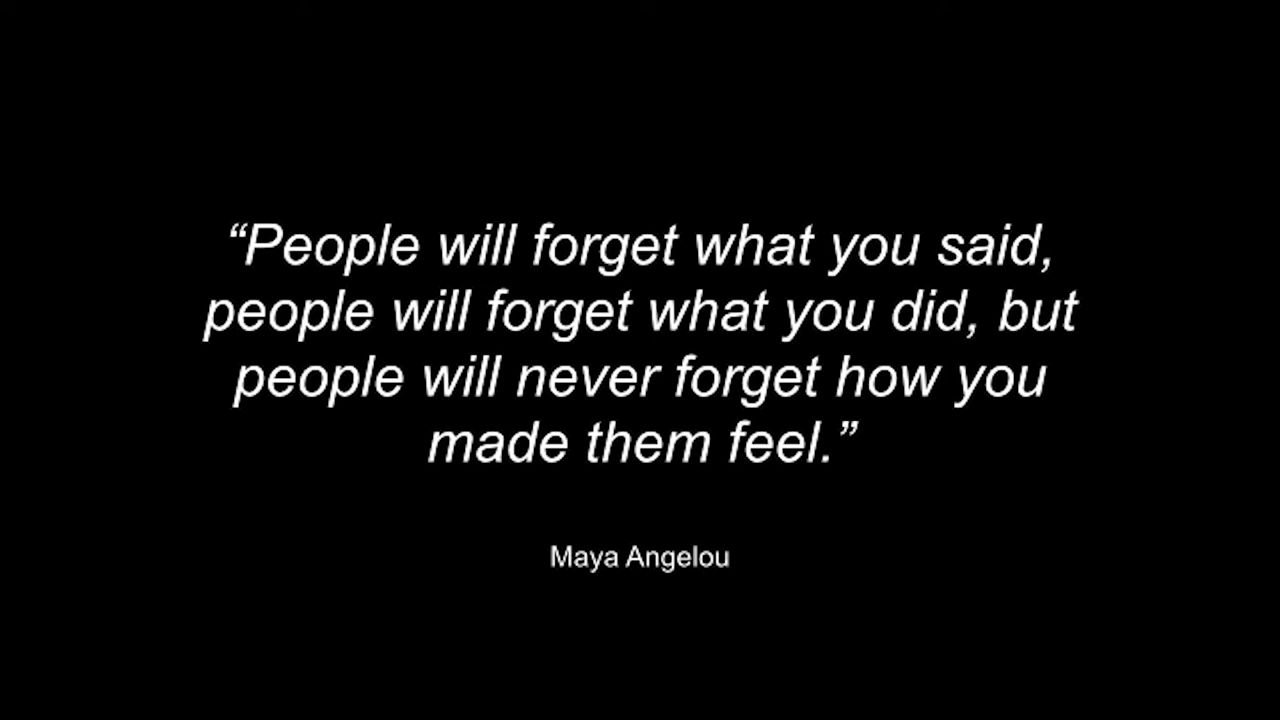 “People will forget what you said,
people will forget what you did, but
people will never forget how you
made them feel.”
Maya Angelou